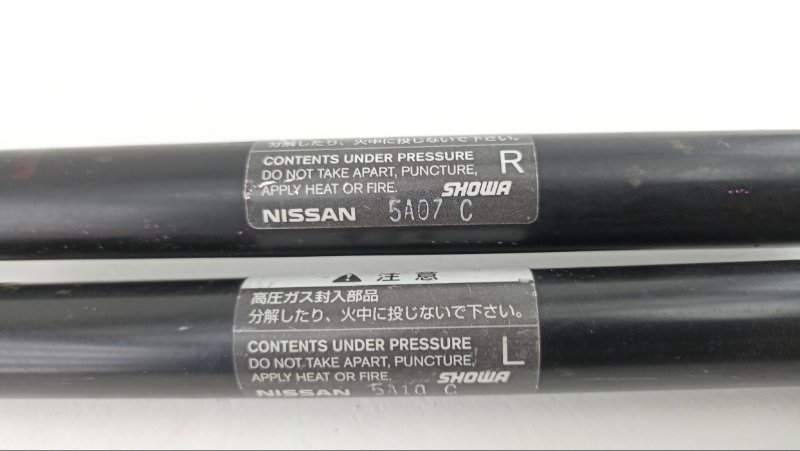 分解したり、火中に投じないで下さい。
CONTENTS UNDER PRESSURE R
DO NOT TAKE APART, PUNCTURE,
APPLY HEAT OR FIRE. SHOWA
NISSAN 5A07 C
注意
高圧ガス封入部品
分解したり、火中に投じないで下さい。
CONTENTS UNDER PRESSURE L
DO NOT TAKE APART, PUNCTURE,
APPLY HEAT OR FIRE. SHOWA
NISSAN 5A10 C